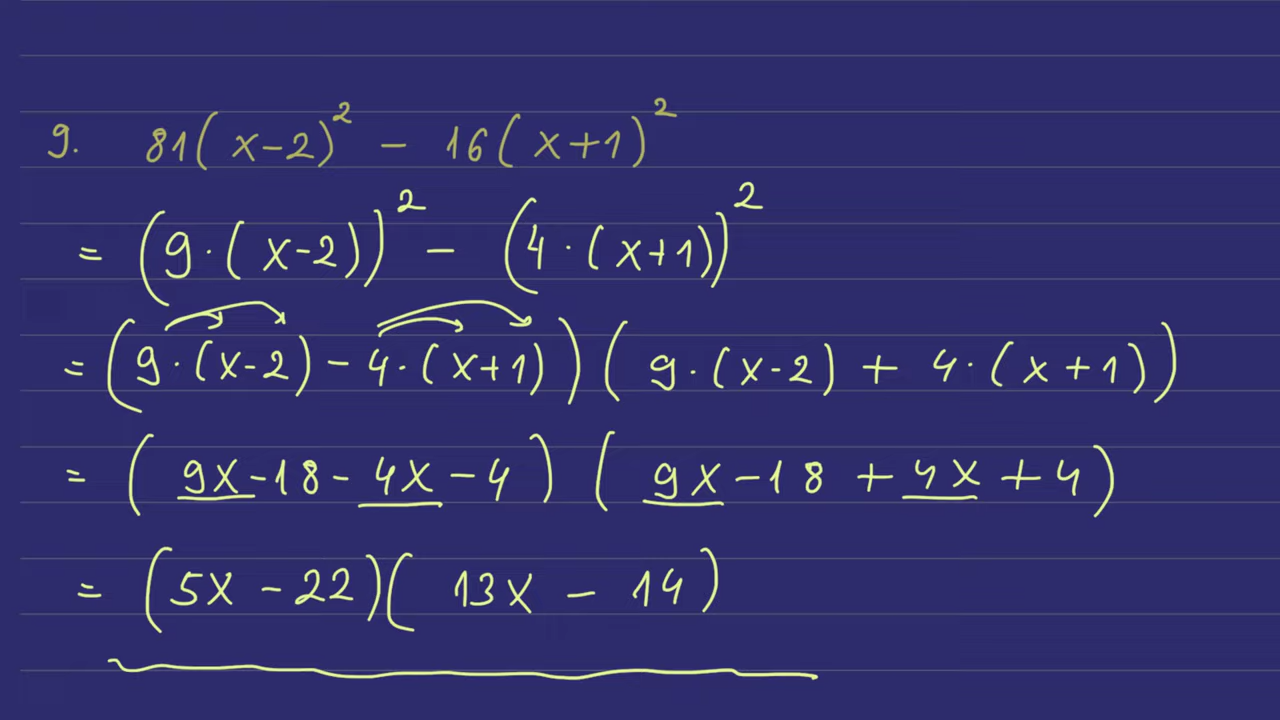 9. 81(x-2)² - 16(x+1)²
= (9·(x-2))² - (4·(x+1))²
= (9·(x-2) - 4·(x+1))(9·(x-2) + 4·(x+1))
= (9x-18-4x-4)(9x-18+4x+4)
= (5x-22)(13x-14)